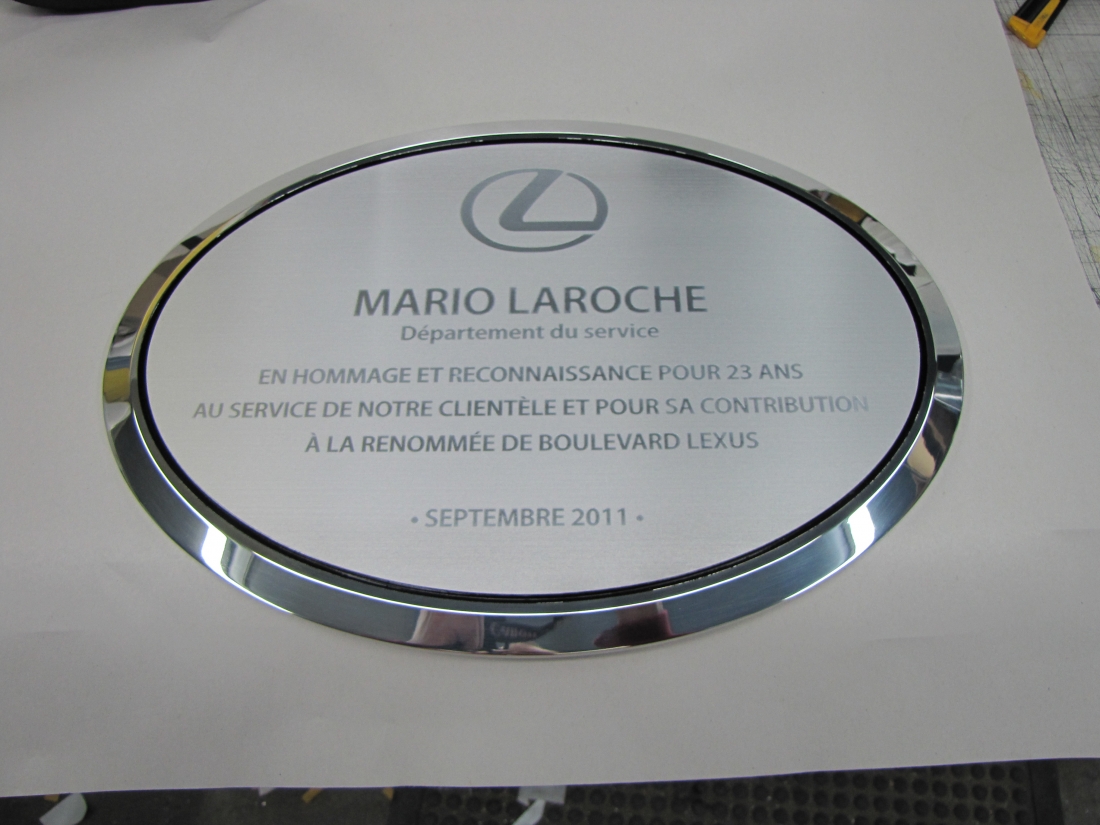 MARIO LAROCHE
Département du service
EN HOMMAGE ET RECONNAISSANCE POUR 23 ANS
AU SERVICE DE NOTRE CLIENTÈLE ET POUR SA CONTRIBUTION
À LA RENOMMÉE DE BOULEVARD LEXUS
• SEPTEMBRE 2011 •
Canon